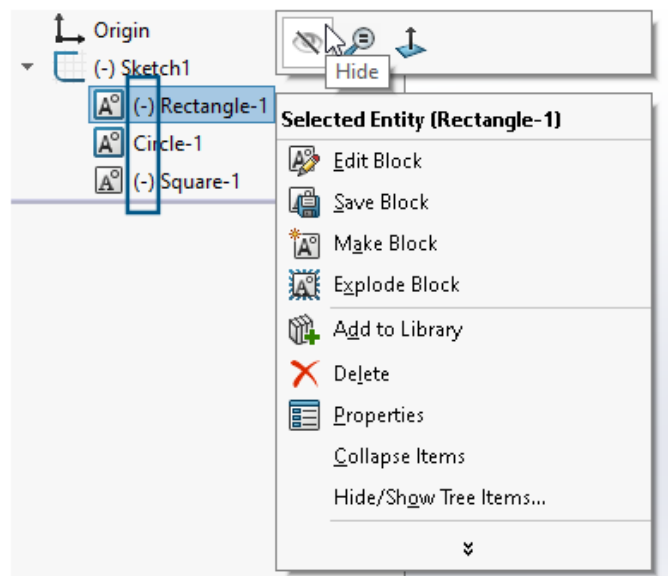 Origin
(-) Sketch1
Hide
A° (-) Rectangle-1
A° Circle-1
A° (-) Square-1
Selected Entity (Rectangle-1)
Edit Block
Save Block
Make Block
Explode Block
Add to Library
Delete
Properties
Collapse Items
Hide/Show Tree Items...